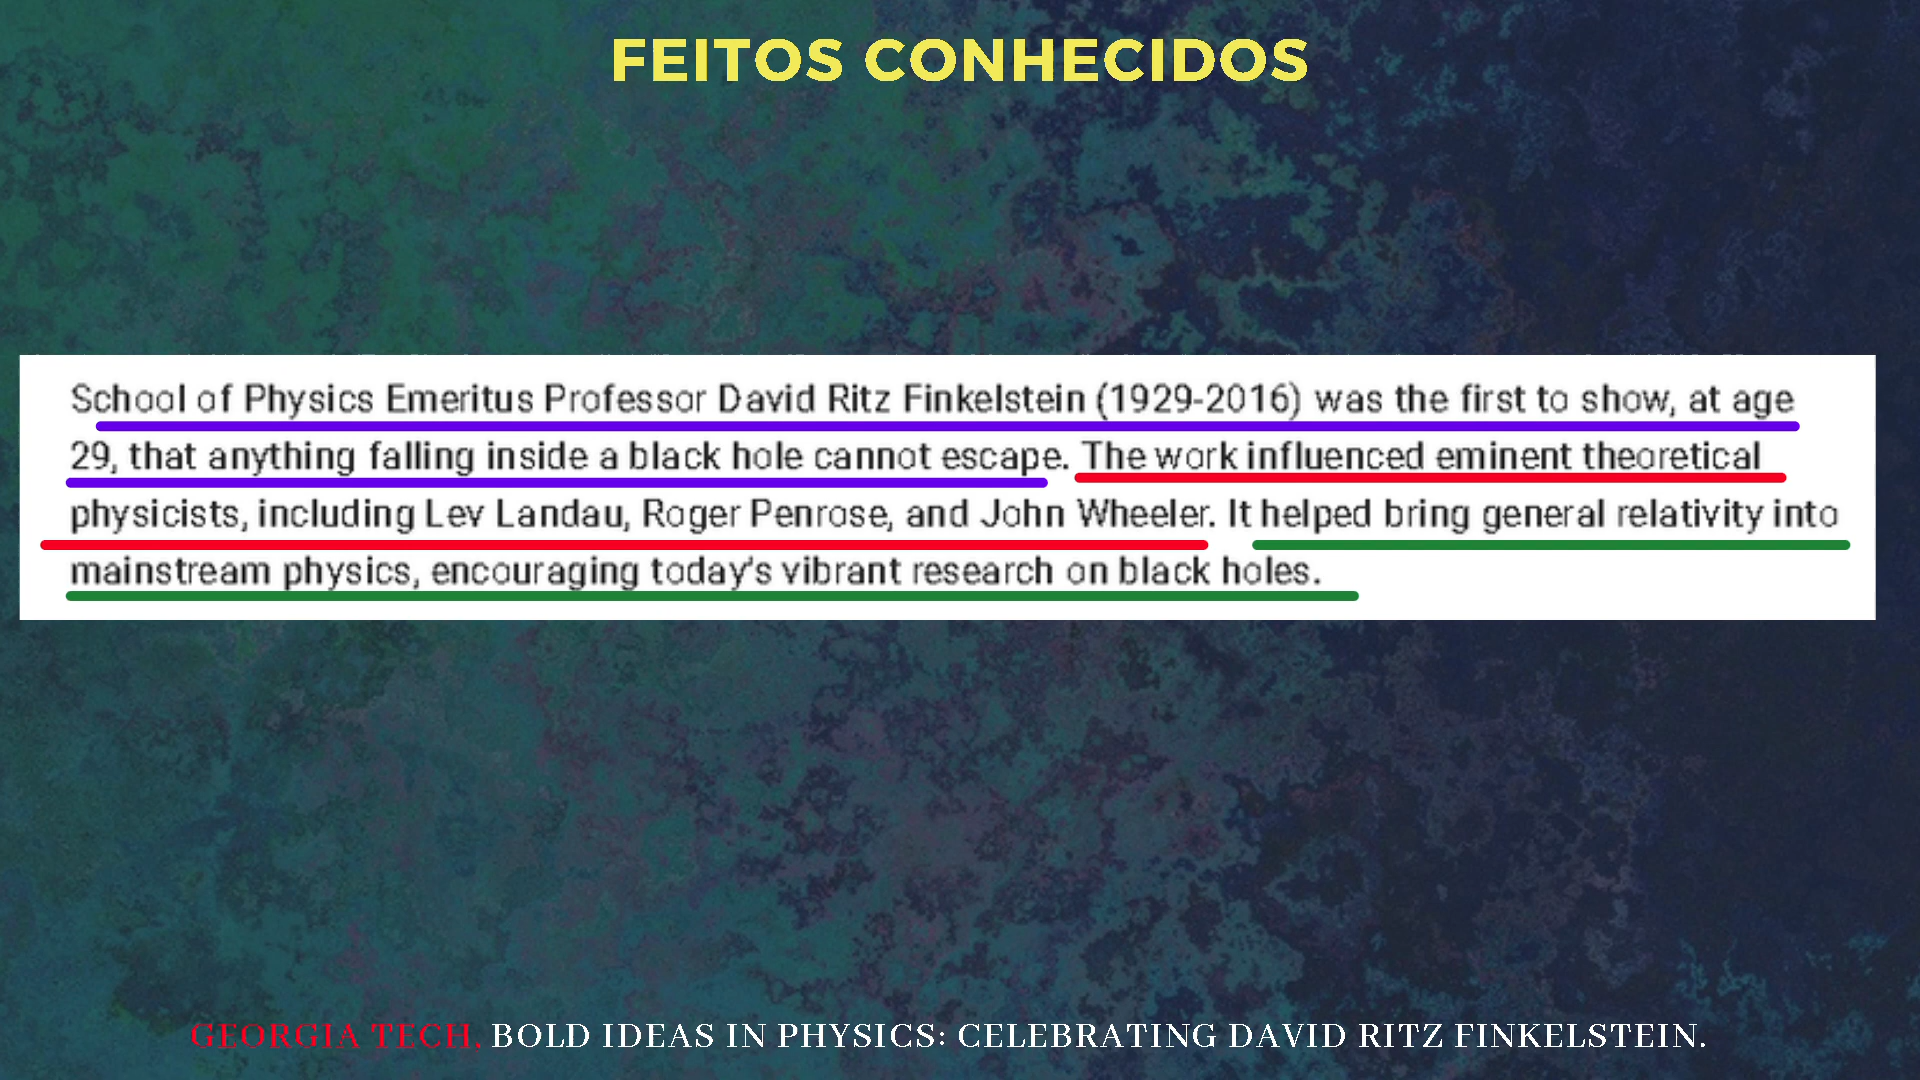 FEITOS CONHECIDOS
School of Physics Emeritus Professor David Ritz Finkelstein (1929-2016) was the first to show, at age
29, that anything falling inside a black hole cannot escape. The work influenced eminent theoretical
physicists, including Lev Landau, Roger Penrose, and John Wheeler. It helped bring general relativity into
mainstream physics, encouraging today's vibrant research on black holes.
GEORGIA TECH, BOLD IDEAS IN PHYSICS: CELEBRATING DAVID RITZ FINKELSTEIN.